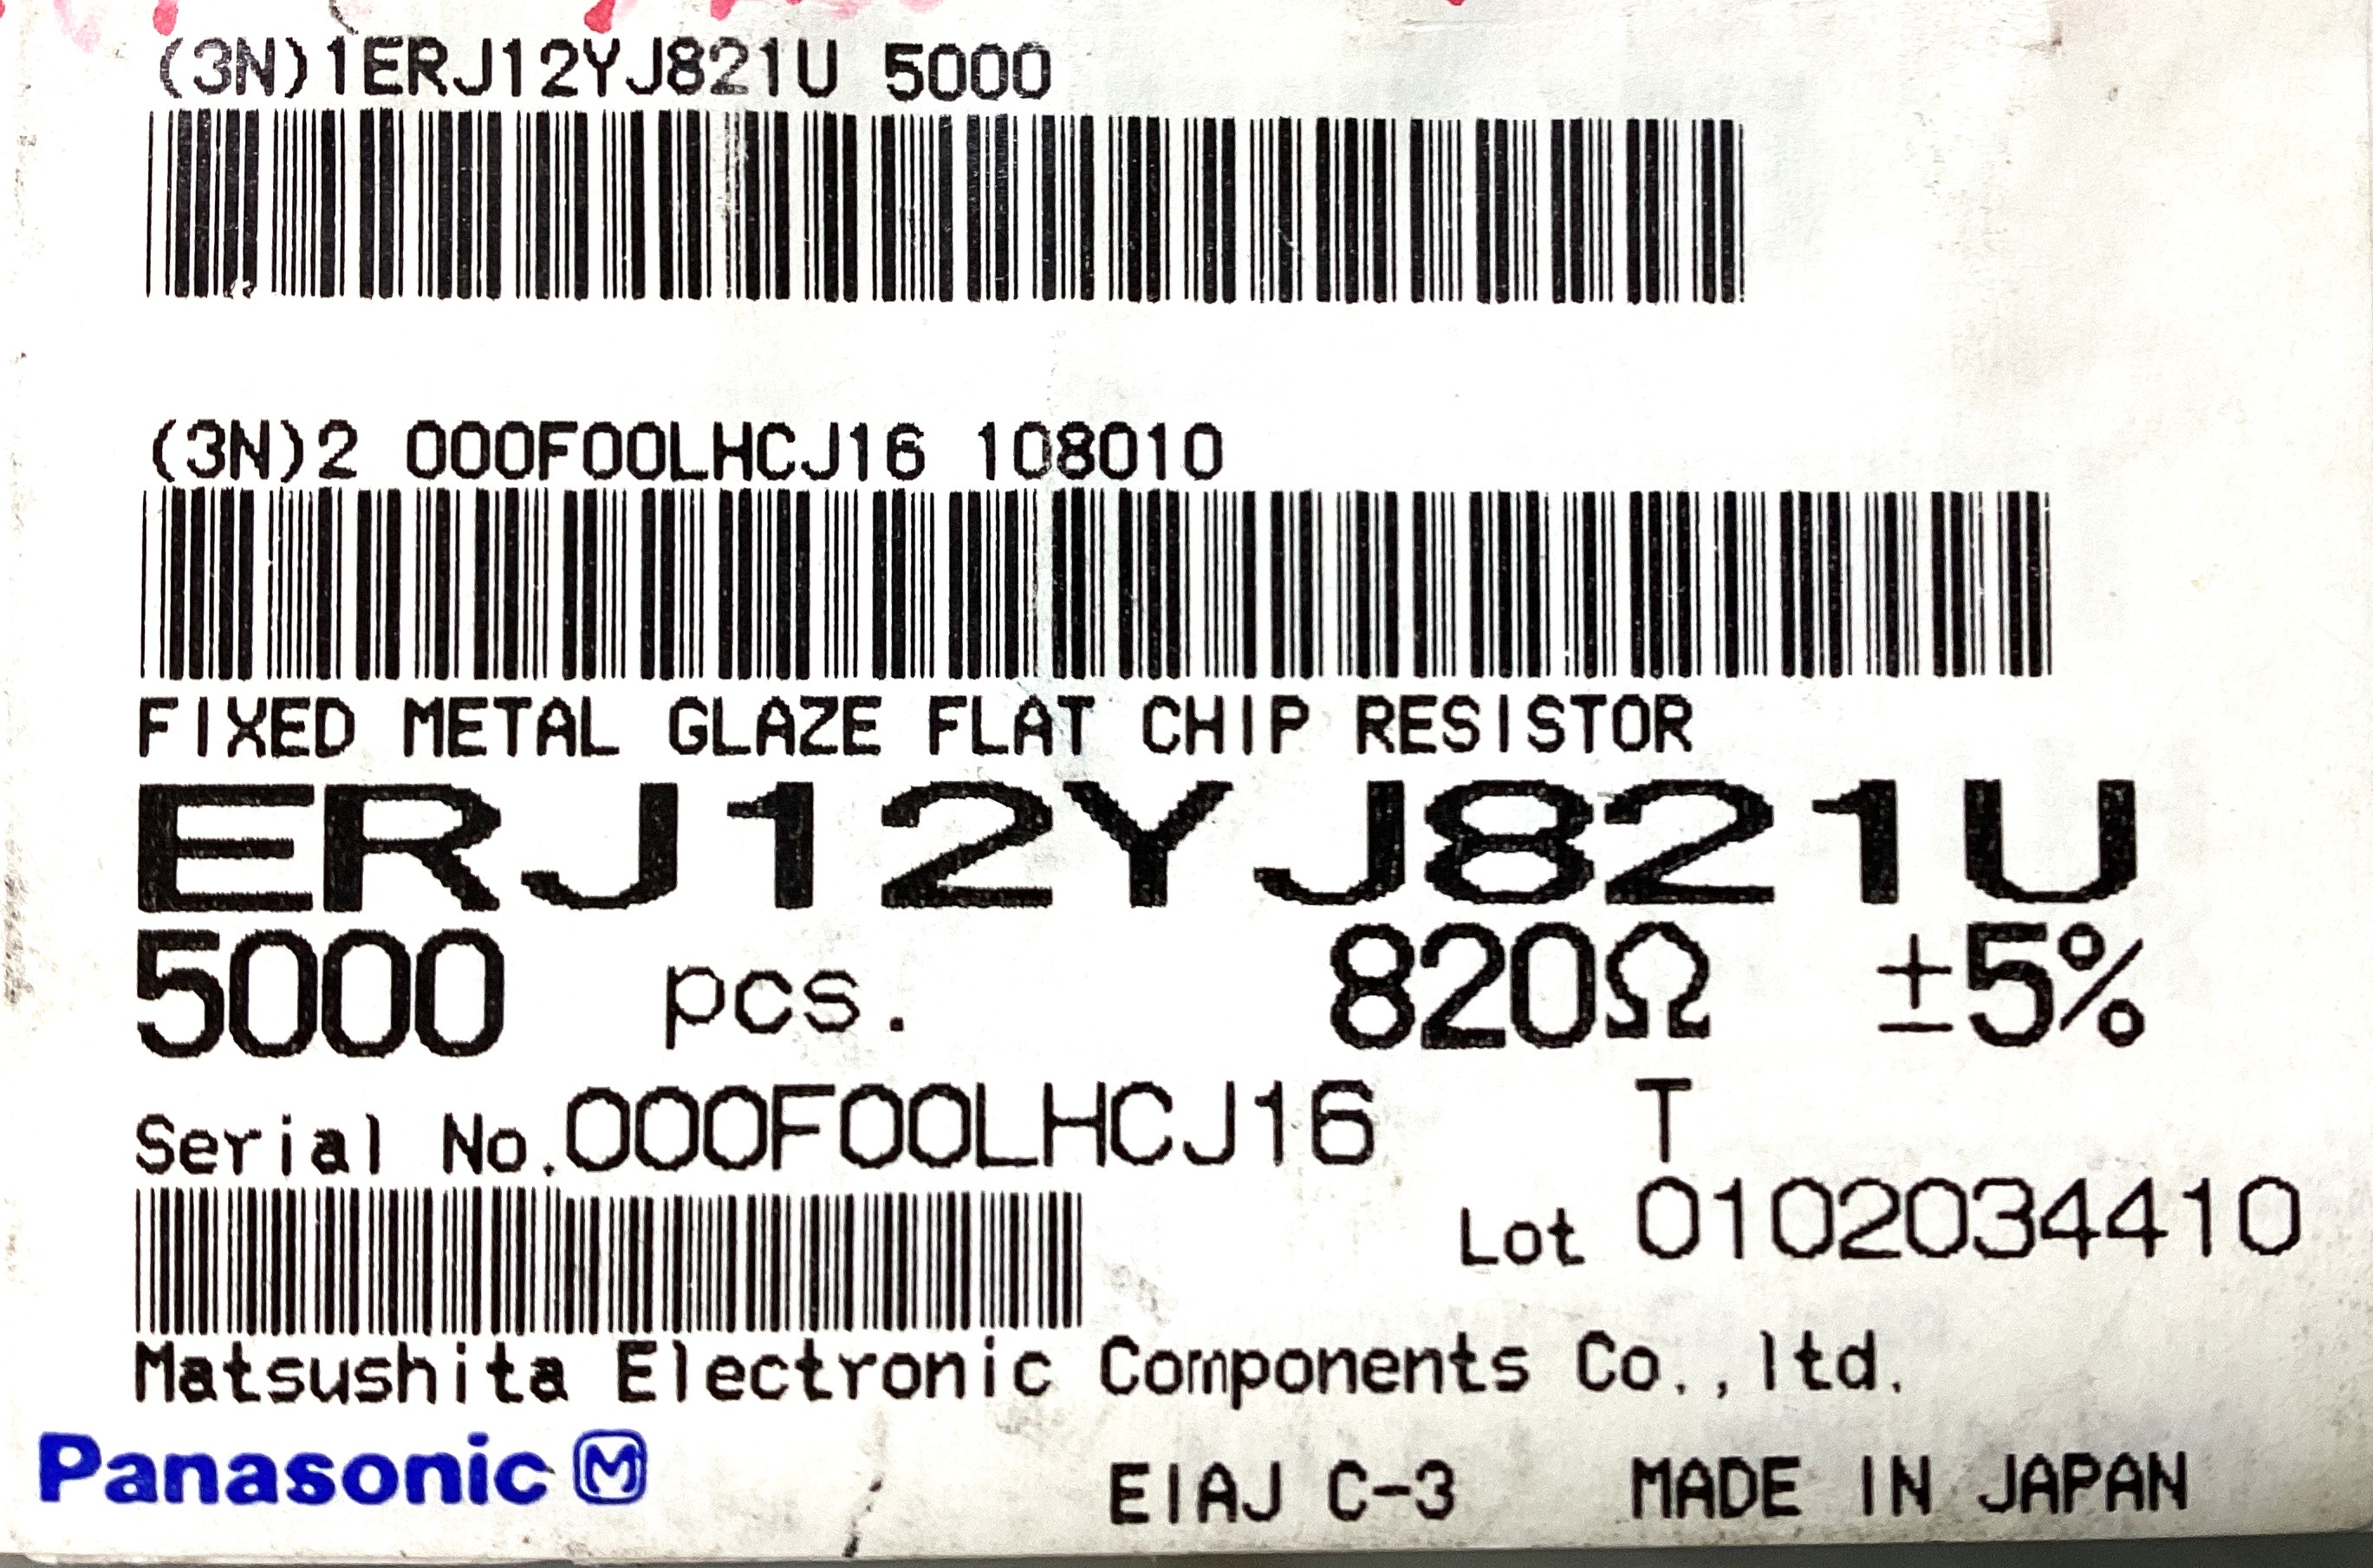 (3N)1ERJ12YJ821U 5000
(3N)2 000F00LHCJ16 108010
FIXED METAL GLAZE FLAT CHIP RESISTOR
ERJ12YJ821U
5000 pcs. 820Ω ±5%
Serial No.000F00LHCJ16 T
Lot 0102034410
Matsushita Electronic Components Co.,ltd.
Panasonic M EIAJ C-3 MADE IN JAPAN